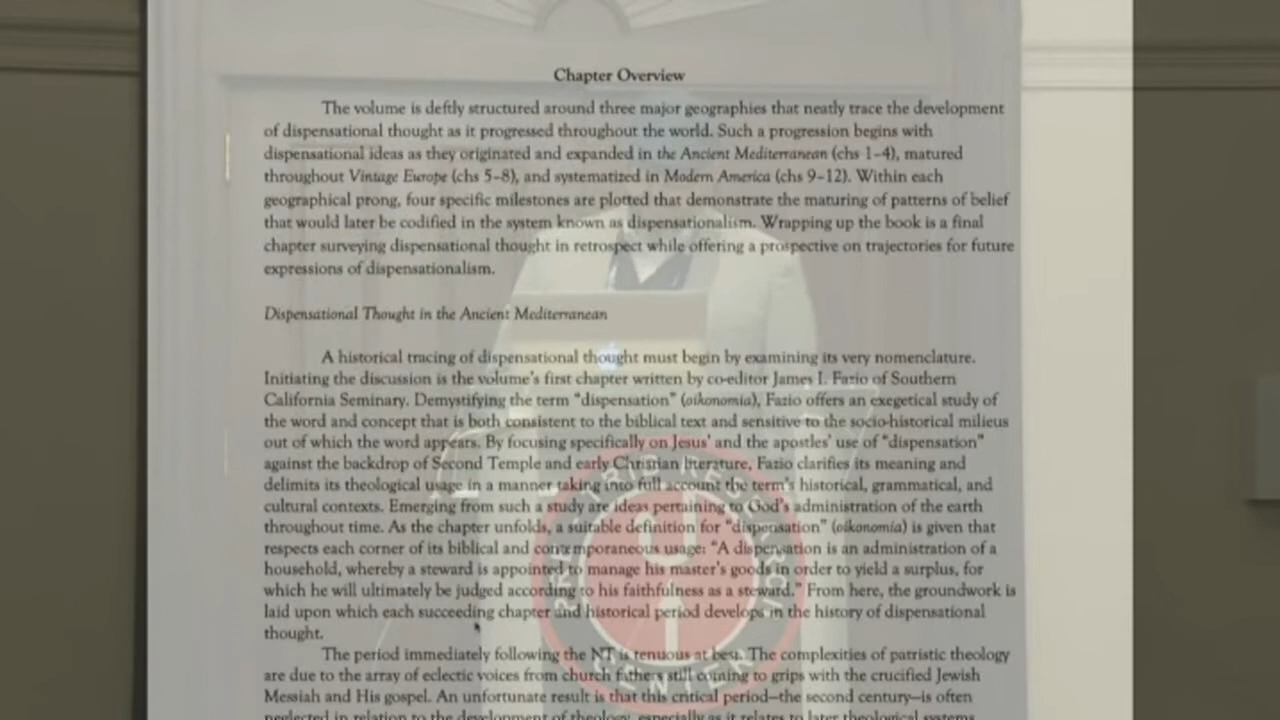 Chapter Overview
The volume is deftly structured around three major geographies that neatly trace the development
of dispensational thought as it progressed throughout the world. Such a progression begins with
dispensational ideas as they originated and expanded in the Ancient Mediterranean (chs 1–4), matured
throughout Vintage Europe (chs 5–8), and systematized in Modern America (chs 9–12). Within each
geographical prong, four specific milestones are plotted that demonstrate the maturing of patterns of belief
that would later be codified in the system known as dispensationalism. Wrapping up the book is a final
chapter surveying dispensational thought in retrospect while offering a prospective on trajectories for future
expressions of dispensationalism.
Dispensational Thought in the Ancient Mediterranean
A historical tracing of dispensational thought must begin by examining its very nomenclature.
Initiating the discussion is the volume's first chapter written by co-editor James I. Fazio of Southern
California Seminary. Demystifying the term "dispensation" (oikonomia), Fazio offers an exegetical study of
the word and concept that is both consistent to the biblical text and sensitive to the socio-historical milieus
out of which the word appears. By focusing specifically on Jesus' and the apostles' use of "dispensation"
against the backdrop of Second Temple and early Christian literature, Fazio clarifies its meaning and
delimits its theological usage in a manner taking into full account the term's historical, grammatical, and
cultural contexts. Emerging from such a study are ideas pertaining to God's administration of the earth
throughout time. As the chapter unfolds, a suitable definition for "dispensation" (oikonomia) is given that
respects each corner of its biblical and contemporaneous usage: "A dispensation is an administration of a
household, whereby a steward is appointed to manage his master's goods in order to yield a surplus, for
which he will ultimately be judged according to his faithfulness as a steward." From here, the groundwork is
laid upon which each succeeding chapter and historical period develops in the history of dispensational
thought.
The period immediately following the NT is tenuous at best. The complexities of patristic theology
are due to the array of eclectic voices from church fathers still coming to grips with the crucified Jewish
Messiah and His gospel. An unfortunate result is that this critical period—the second century—is often
neglected in relation to the development of theology, especially as it relates to later theological systems